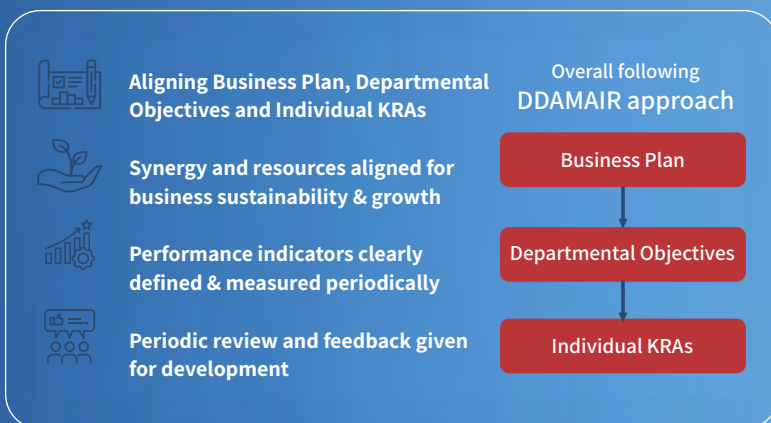 Aligning Business Plan, Departmental
Objectives and Individual KRAs
Synergy and resources aligned for
business sustainability & growth
Performance indicators clearly
defined & measured periodically
Periodic review and feedback given
for development
Overall following
DDAMAIR approach
Business Plan
Departmental Objectives
Individual KRAs